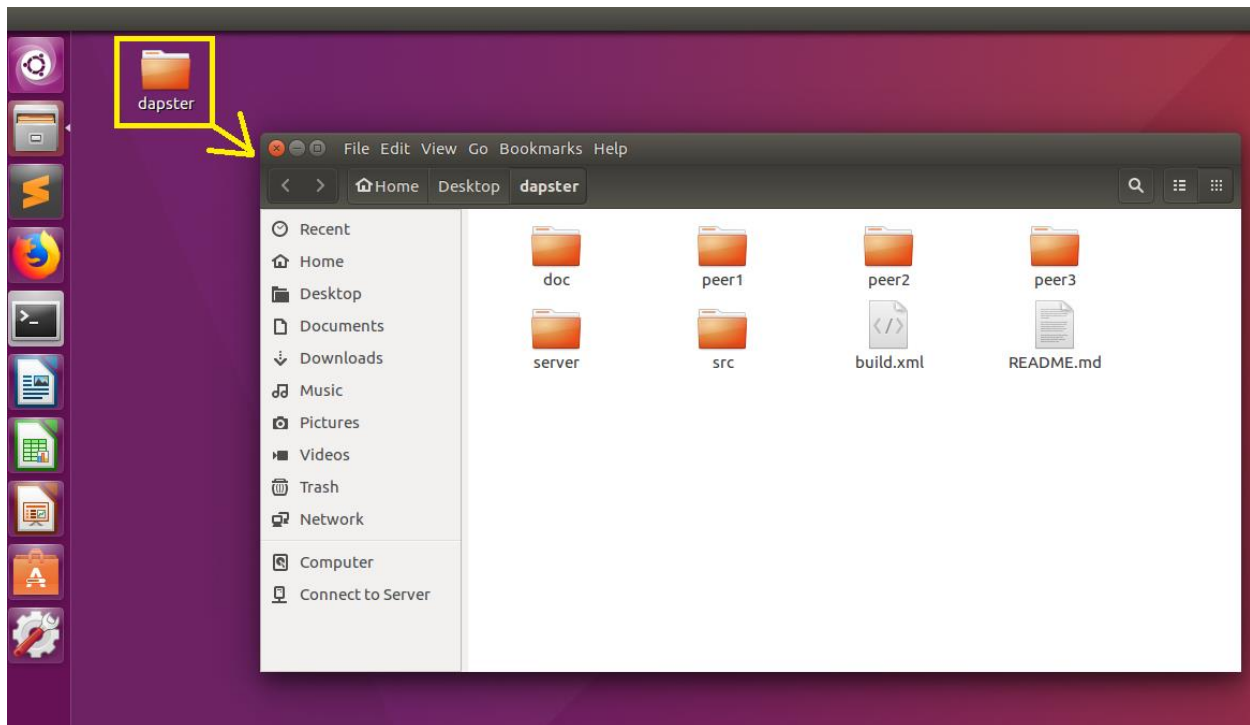 dapster
File Edit View Go Bookmarks Help
Home Desktop dapster
Recent
Home
Desktop
Documents
Downloads
Music
Pictures
Videos
Trash
Network
Computer
Connect to Server
doc peer1 peer2 peer3
server src build.xml README.md